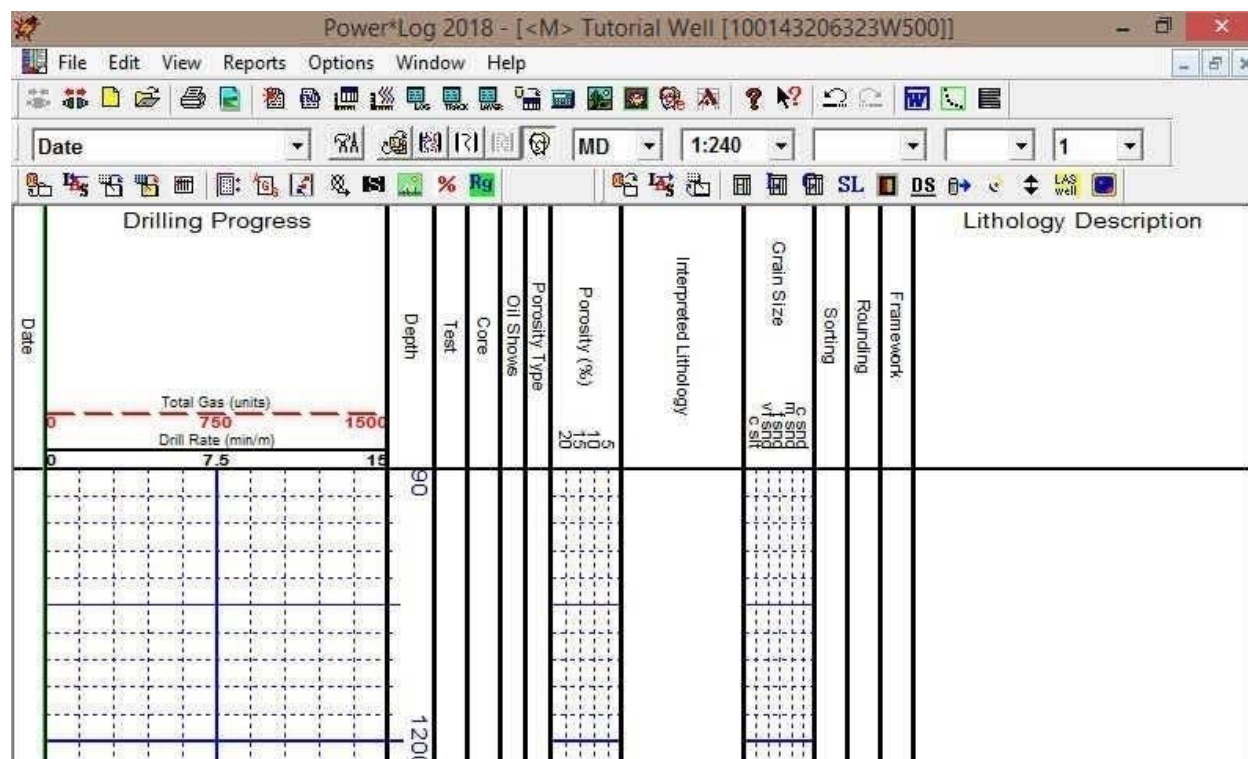 Power*Log 2018 - [<M> Tutorial Well [100143206323W500]]
File Edit View Reports Options Window Help
Date MD 1:240 1
% Rg SL DS LAS well
Drilling Progress
Lithology Description
Date
Total Gas (units)
0 750 1500
Drill Rate (min/m)
0 7.5 15
Depth
Test
Core
Oil Shows
Porosity Type
Porosity (%)
5
10
15
20
Interpreted Lithology
Grain Size
c snd
m snd
f snd
vf snd
c slt
Sorting
Rounding
Framework
90
120